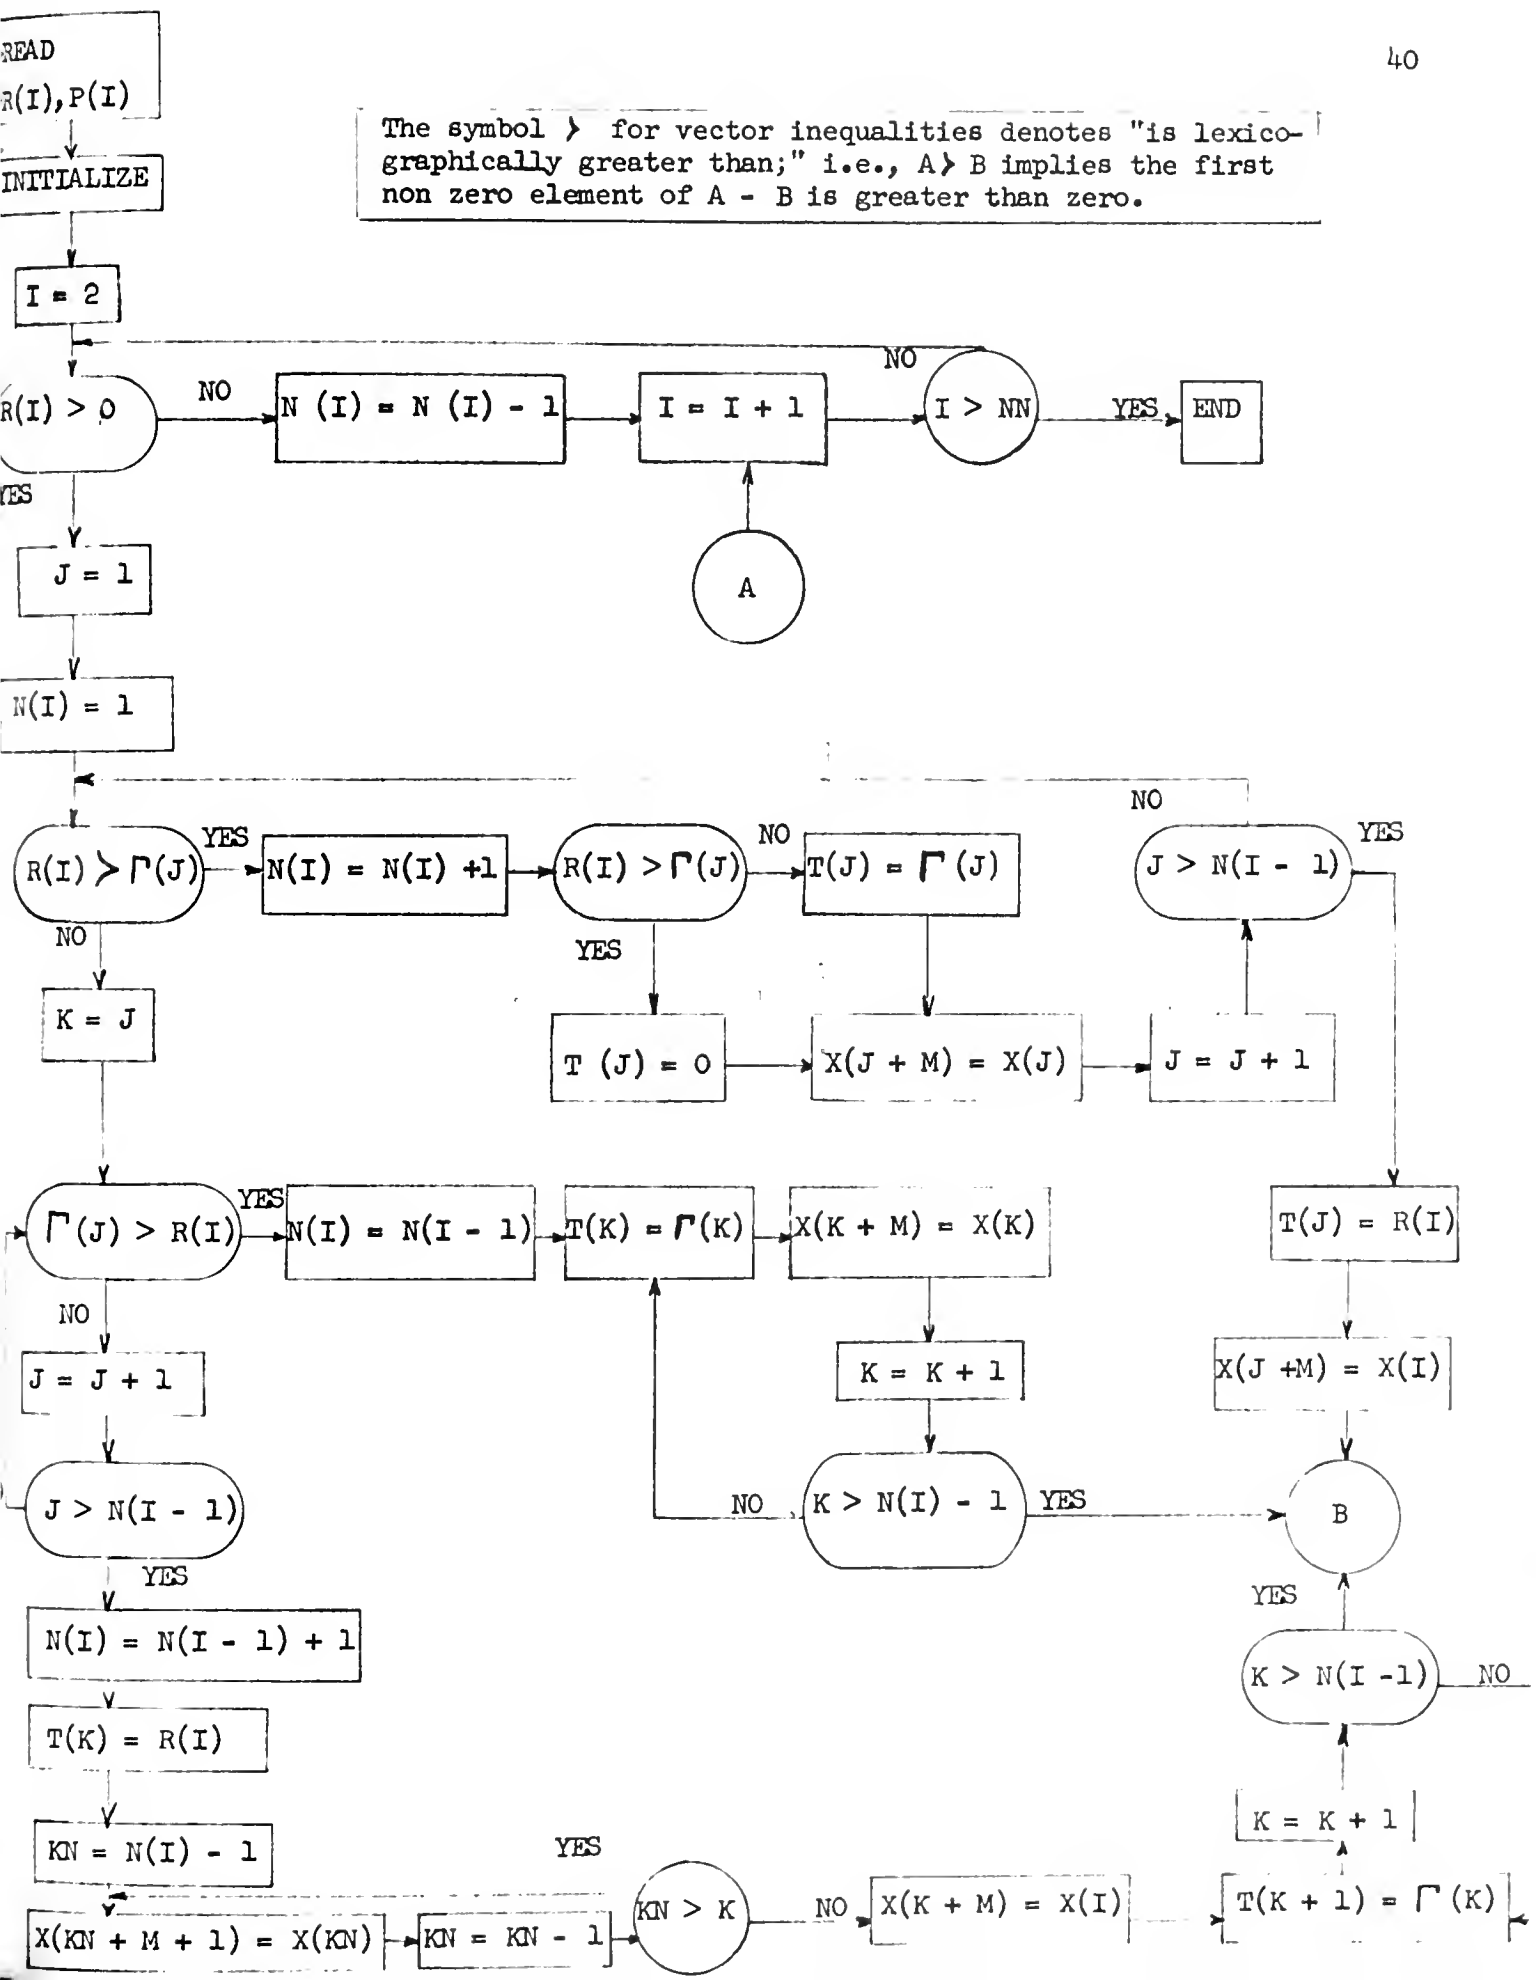 40
READ
R(I), P(I)
The symbol ≻ for vector inequalities denotes "is lexico-
graphically greater than;" i.e., A≻ B implies the first
non zero element of A - B is greater than zero.
INITIALIZE
I = 2
R(I) > 0
NO
N (I) = N (I) - 1
I = I + 1
NO
I > NN
YES
END
YES
J = 1
A
N(I) = 1
R(I) ≻ Γ(J)
YES
N(I) = N(I) +1
R(I) > Γ(J)
NO
T(J) = Γ (J)
NO
J > N(I - 1)
YES
NO
YES
K = J
T (J) = 0
X(J + M) = X(J)
J = J + 1
Γ(J) > R(I)
YES
N(I) = N(I - 1)
T(K) = Γ(K)
X(K + M) = X(K)
T(J) = R(I)
NO
J = J + 1
K = K + 1
X(J +M) = X(I)
J > N(I - 1)
NO
K > N(I) - 1
YES
B
YES
YES
N(I) = N(I - 1) + 1
K > N(I -1)
NO
T(K) = R(I)
K = K + 1
KN = N(I) - 1
YES
X(KN + M + 1) = X(KN)
KN = KN - 1
KN > K
NO
X(K + M) = X(I)
T(K + 1) = Γ (K)